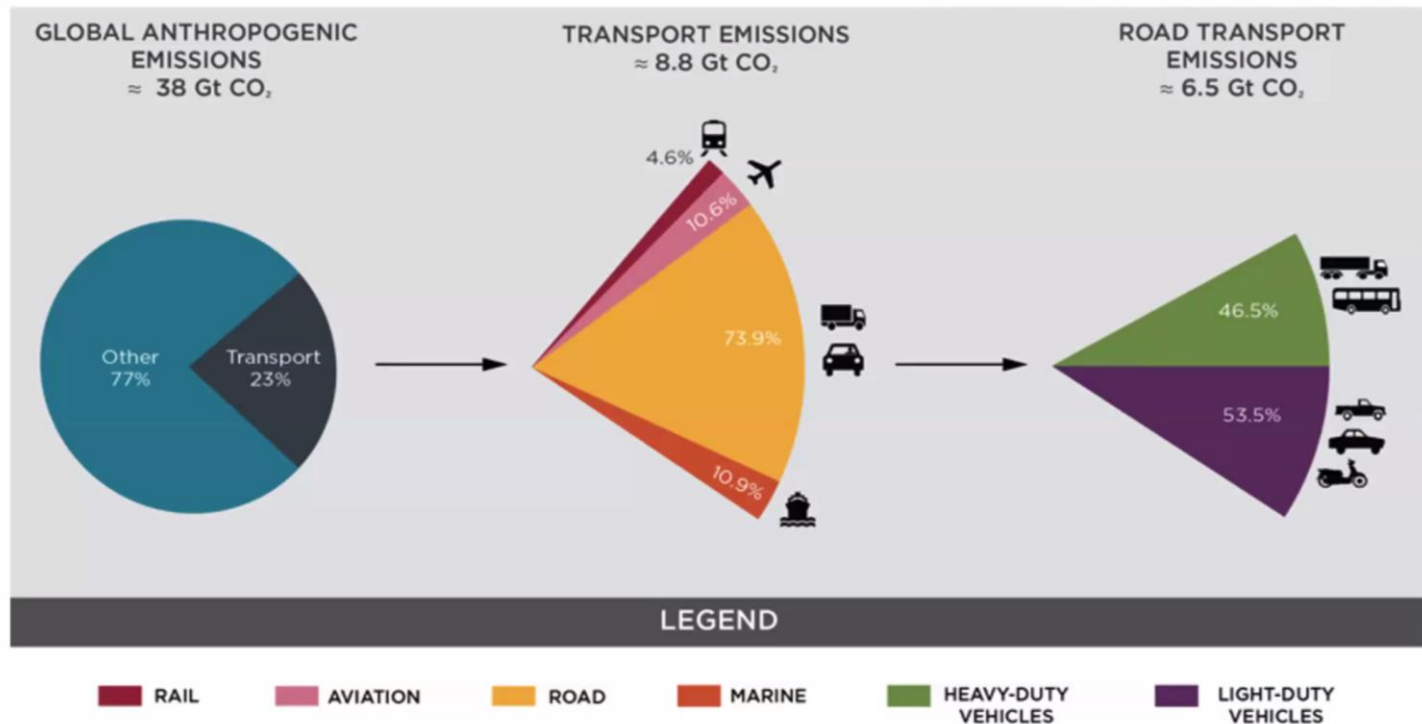 GLOBAL ANTHROPOGENIC
EMISSIONS
≈ 38 Gt CO₂
TRANSPORT EMISSIONS
≈ 8.8 Gt CO₂
ROAD TRANSPORT
EMISSIONS
≈ 6.5 Gt CO₂
Other
77%
Transport
23%
4.6%
10.6%
73.9%
10.9%
46.5%
53.5%
LEGEND
RAIL
AVIATION
ROAD
MARINE
HEAVY-DUTY
VEHICLES
LIGHT-DUTY
VEHICLES